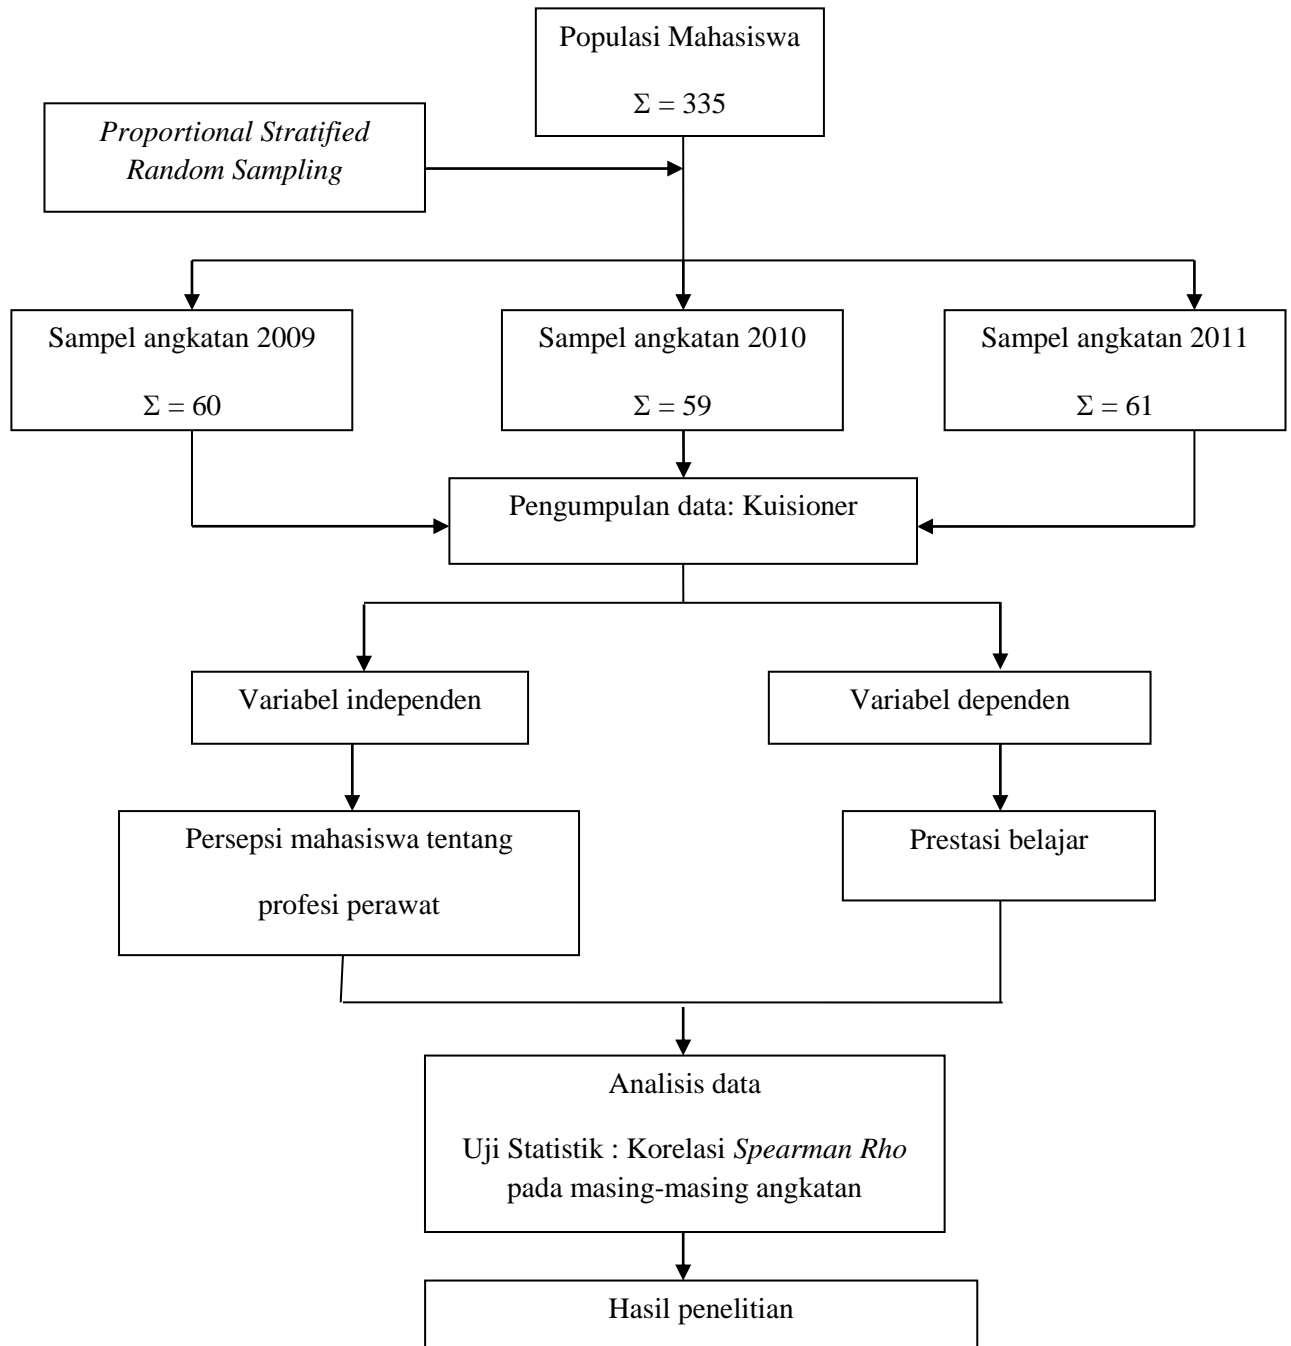 Populasi Mahasiswa
Σ = 335
Proportional Stratified
Random Sampling
Sampel angkatan 2009
Σ = 60
Sampel angkatan 2010
Σ = 59
Sampel angkatan 2011
Σ = 61
Pengumpulan data: Kuisioner
Variabel independen
Variabel dependen
Persepsi mahasiswa tentang
profesi perawat
Prestasi belajar
Analisis data
Uji Statistik : Korelasi Spearman Rho
pada masing-masing angkatan
Hasil penelitian